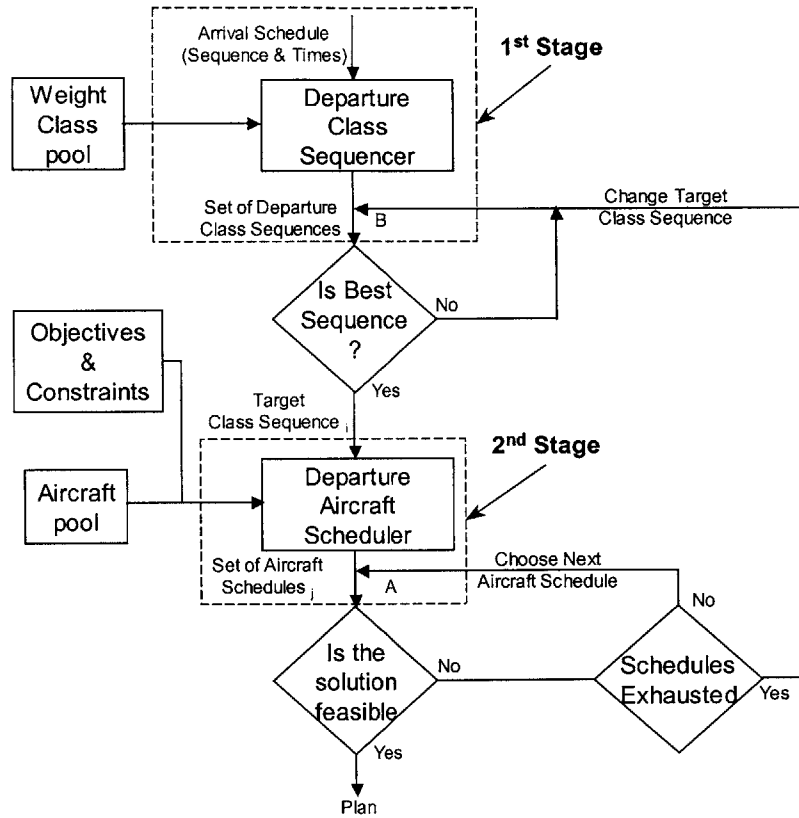 Arrival Schedule
(Sequence & Times)
1st Stage
Weight
Class
pool
Departure
Class
Sequencer
Set of Departure
Class Sequences
B
Change Target
Class Sequence
Is Best
Sequence
?
No
Yes
Objectives
&
Constraints
Target
Class Sequence i
2nd Stage
Aircraft
pool
Departure
Aircraft
Scheduler
Set of Aircraft
Schedules j
A
Choose Next
Aircraft Schedule
No
Is the
solution
feasible
No
Schedules
Exhausted
Yes
Yes
Plan